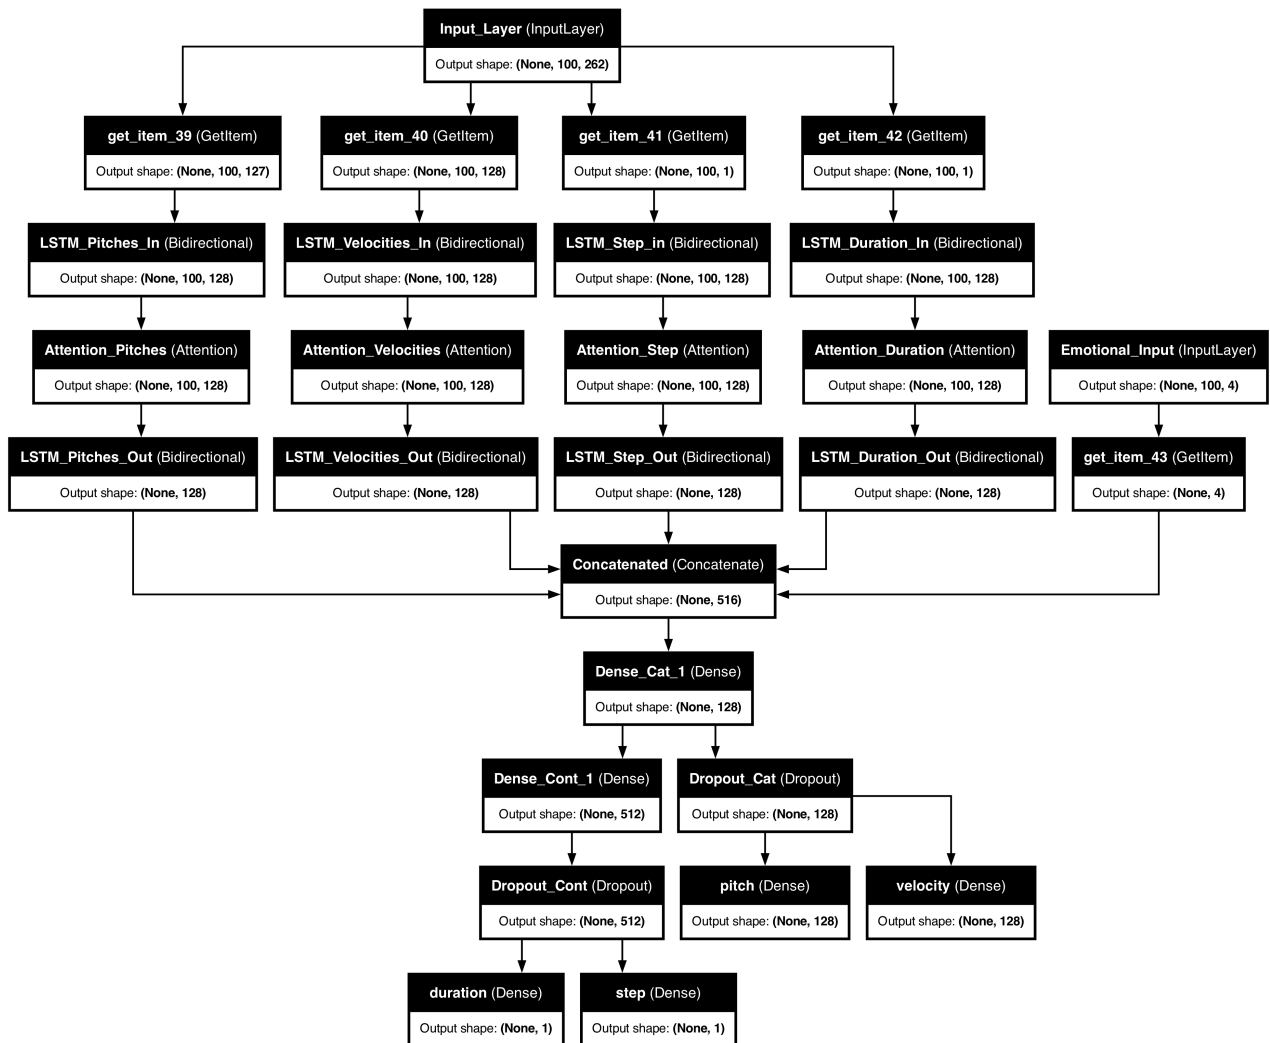 Input_Layer (InputLayer)
Output shape: (None, 100, 262)
get_item_39 (GetItem)
Output shape: (None, 100, 127)
get_item_40 (GetItem)
Output shape: (None, 100, 128)
get_item_41 (GetItem)
Output shape: (None, 100, 1)
get_item_42 (GetItem)
Output shape: (None, 100, 1)
LSTM_Pitches_In (Bidirectional)
Output shape: (None, 100, 128)
LSTM_Velocities_In (Bidirectional)
Output shape: (None, 100, 128)
LSTM_Step_in (Bidirectional)
Output shape: (None, 100, 128)
LSTM_Duration_In (Bidirectional)
Output shape: (None, 100, 128)
Attention_Pitches (Attention)
Output shape: (None, 100, 128)
Attention_Velocities (Attention)
Output shape: (None, 100, 128)
Attention_Step (Attention)
Output shape: (None, 100, 128)
Attention_Duration (Attention)
Output shape: (None, 100, 128)
Emotional_Input (InputLayer)
Output shape: (None, 100, 4)
LSTM_Pitches_Out (Bidirectional)
Output shape: (None, 128)
LSTM_Velocities_Out (Bidirectional)
Output shape: (None, 128)
LSTM_Step_Out (Bidirectional)
Output shape: (None, 128)
LSTM_Duration_Out (Bidirectional)
Output shape: (None, 128)
get_item_43 (GetItem)
Output shape: (None, 4)
Concatenated (Concatenate)
Output shape: (None, 516)
Dense_Cat_1 (Dense)
Output shape: (None, 128)
Dense_Cont_1 (Dense)
Output shape: (None, 512)
Dropout_Cat (Dropout)
Output shape: (None, 128)
Dropout_Cont (Dropout)
Output shape: (None, 512)
pitch (Dense)
Output shape: (None, 128)
velocity (Dense)
Output shape: (None, 128)
duration (Dense)
Output shape: (None, 1)
step (Dense)
Output shape: (None, 1)